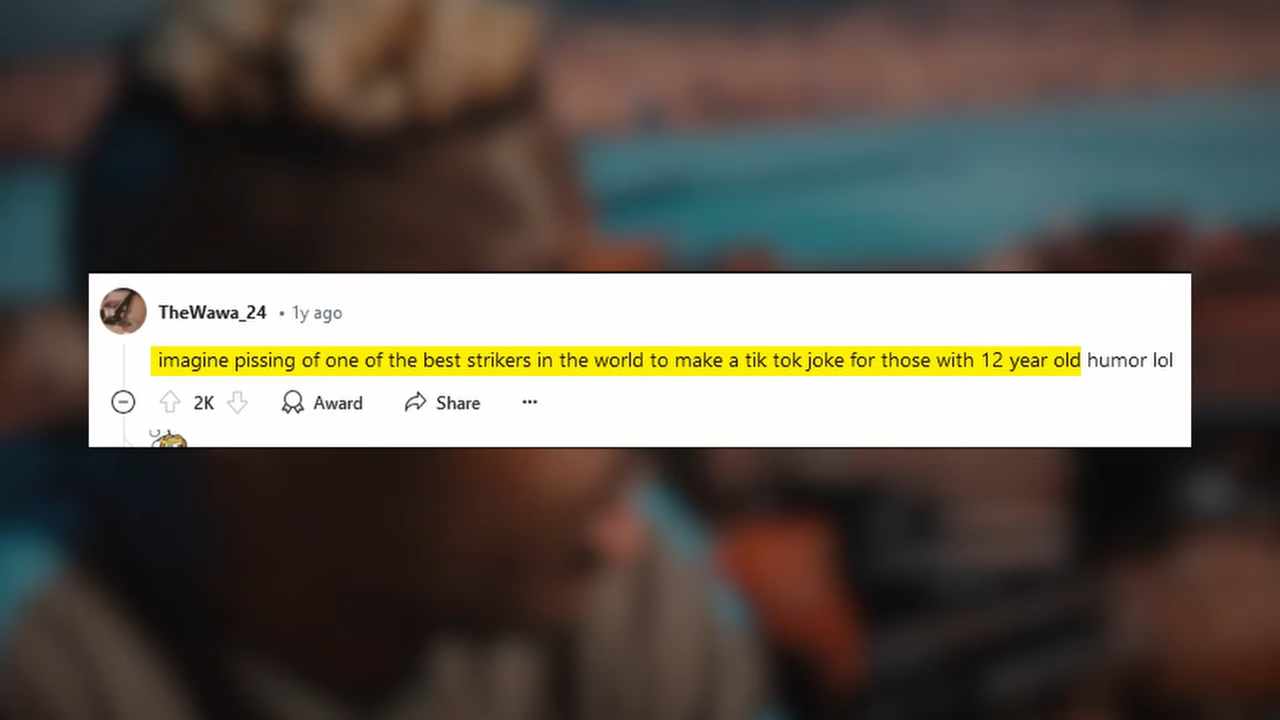 TheWawa_24 • 1y ago
imagine pissing of one of the best strikers in the world to make a tik tok joke for those with 12 year old humor lol
2K Award Share ...